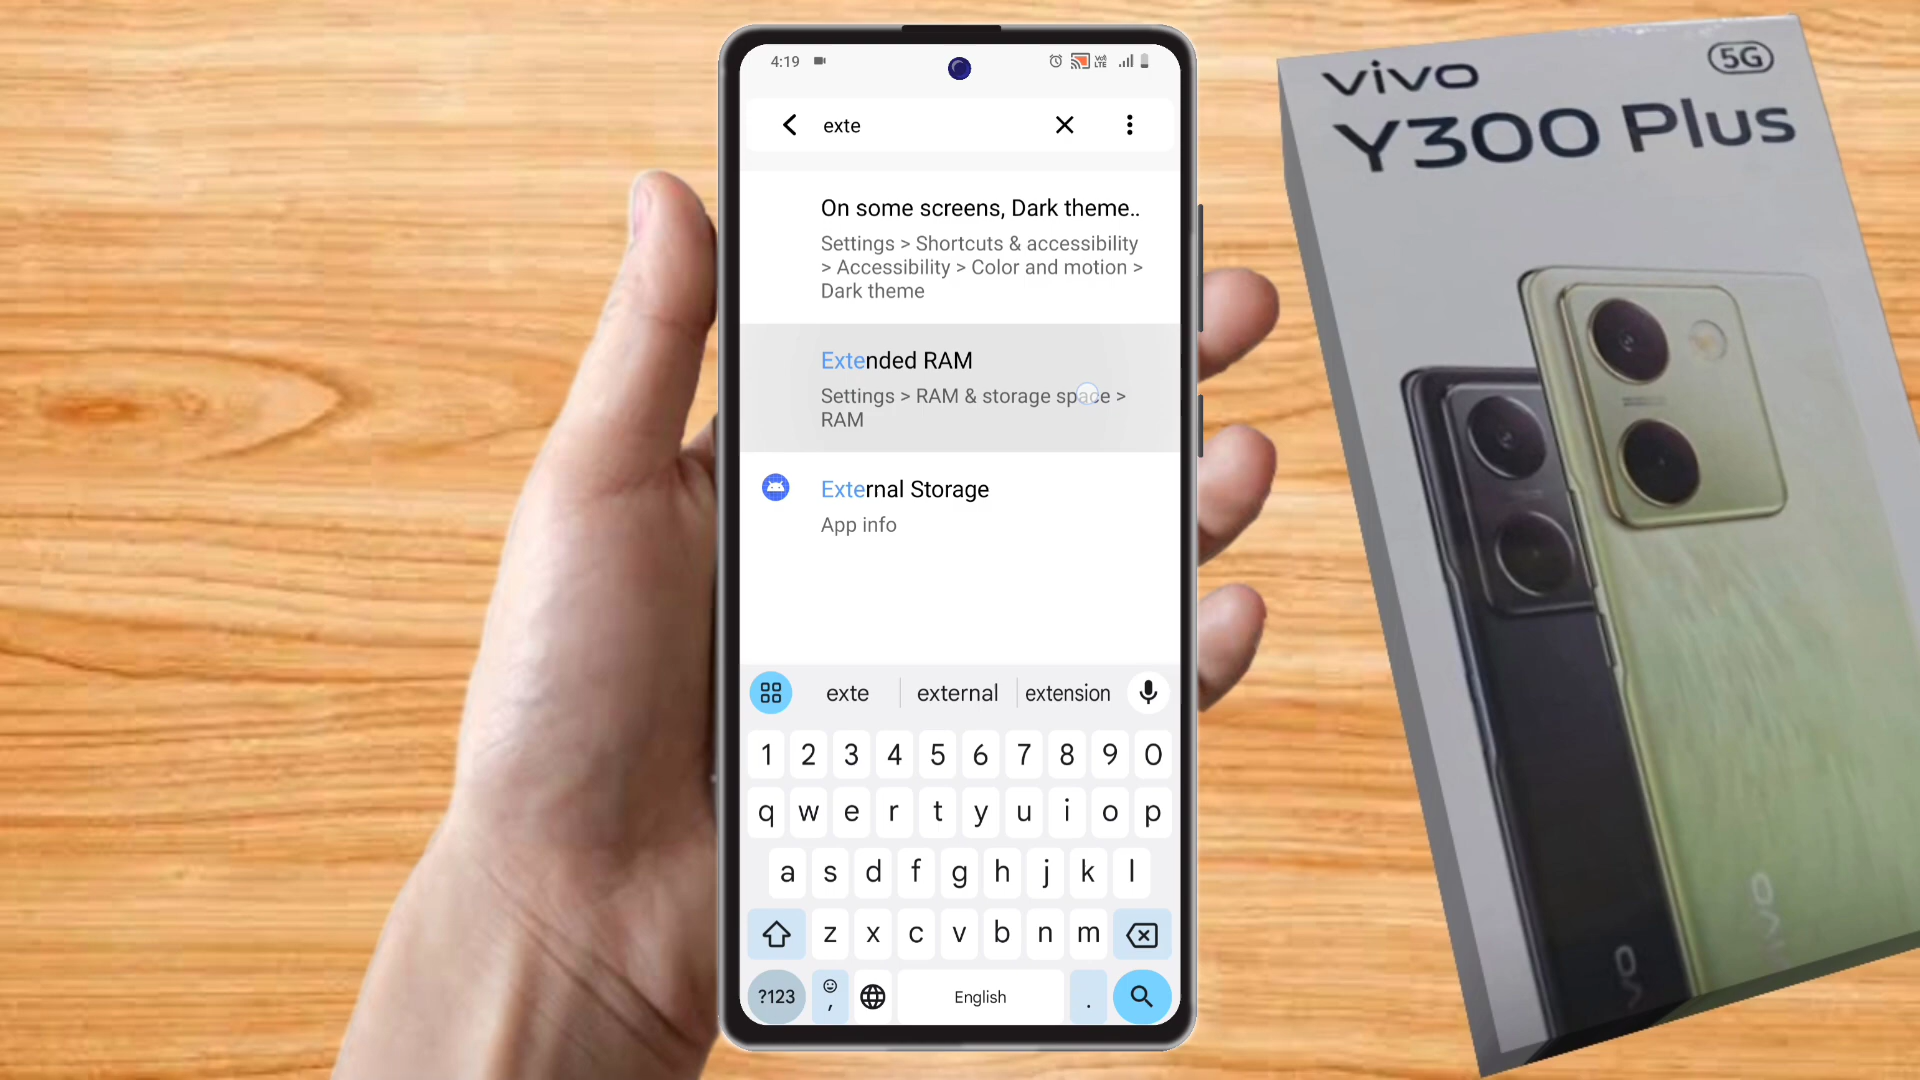 4:19
Vo)
LTE
exte
On some screens, Dark theme..
Settings > Shortcuts & accessibility
> Accessibility > Color and motion >
Dark theme
Extended RAM
Settings > RAM & storage space >
RAM
External Storage
App info
exte
external
extension
1 2 3 4 5 6 7 8 9 0
q w e r t y u i o p
a s d f g h j k l
z x c v b n m
?123
,
English
.
vivo
5G
Y300 Plus